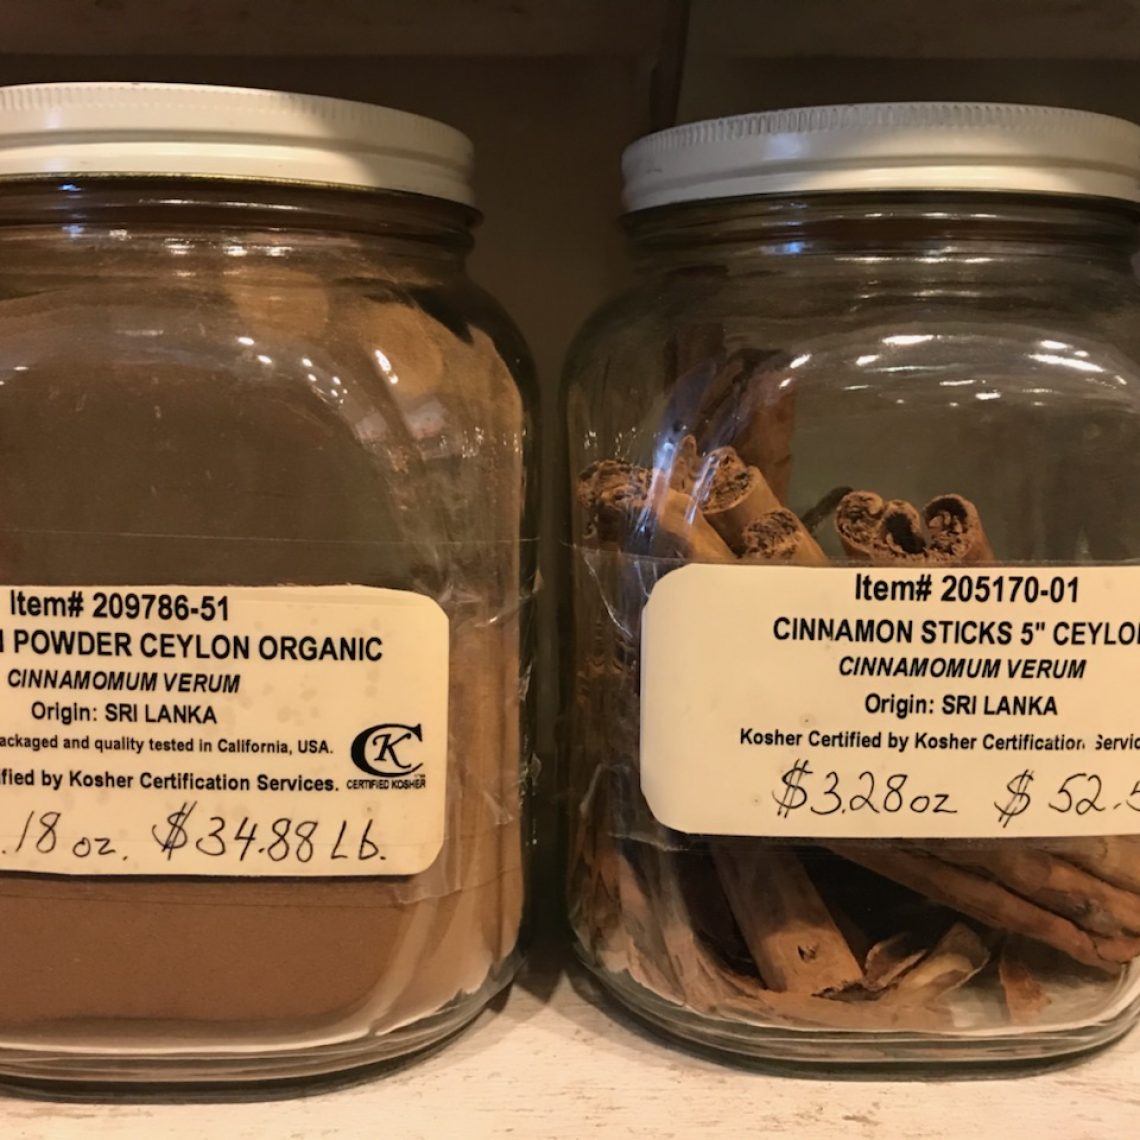 Item# 209786-51
POWDER CEYLON ORGANIC
CINNAMOMUM VERUM
Origin: SRI LANKA
ackaged and quality tested in California, USA.
fied by Kosher Certification Services.
CK
CERTIFIED KOSHER
.18 oz. $34.88 Lb.
Item# 205170-01
CINNAMON STICKS 5" CEYLO
CINNAMOMUM VERUM
Origin: SRI LANKA
Kosher Certified by Kosher Certification Servic
$3.28 oz $52.